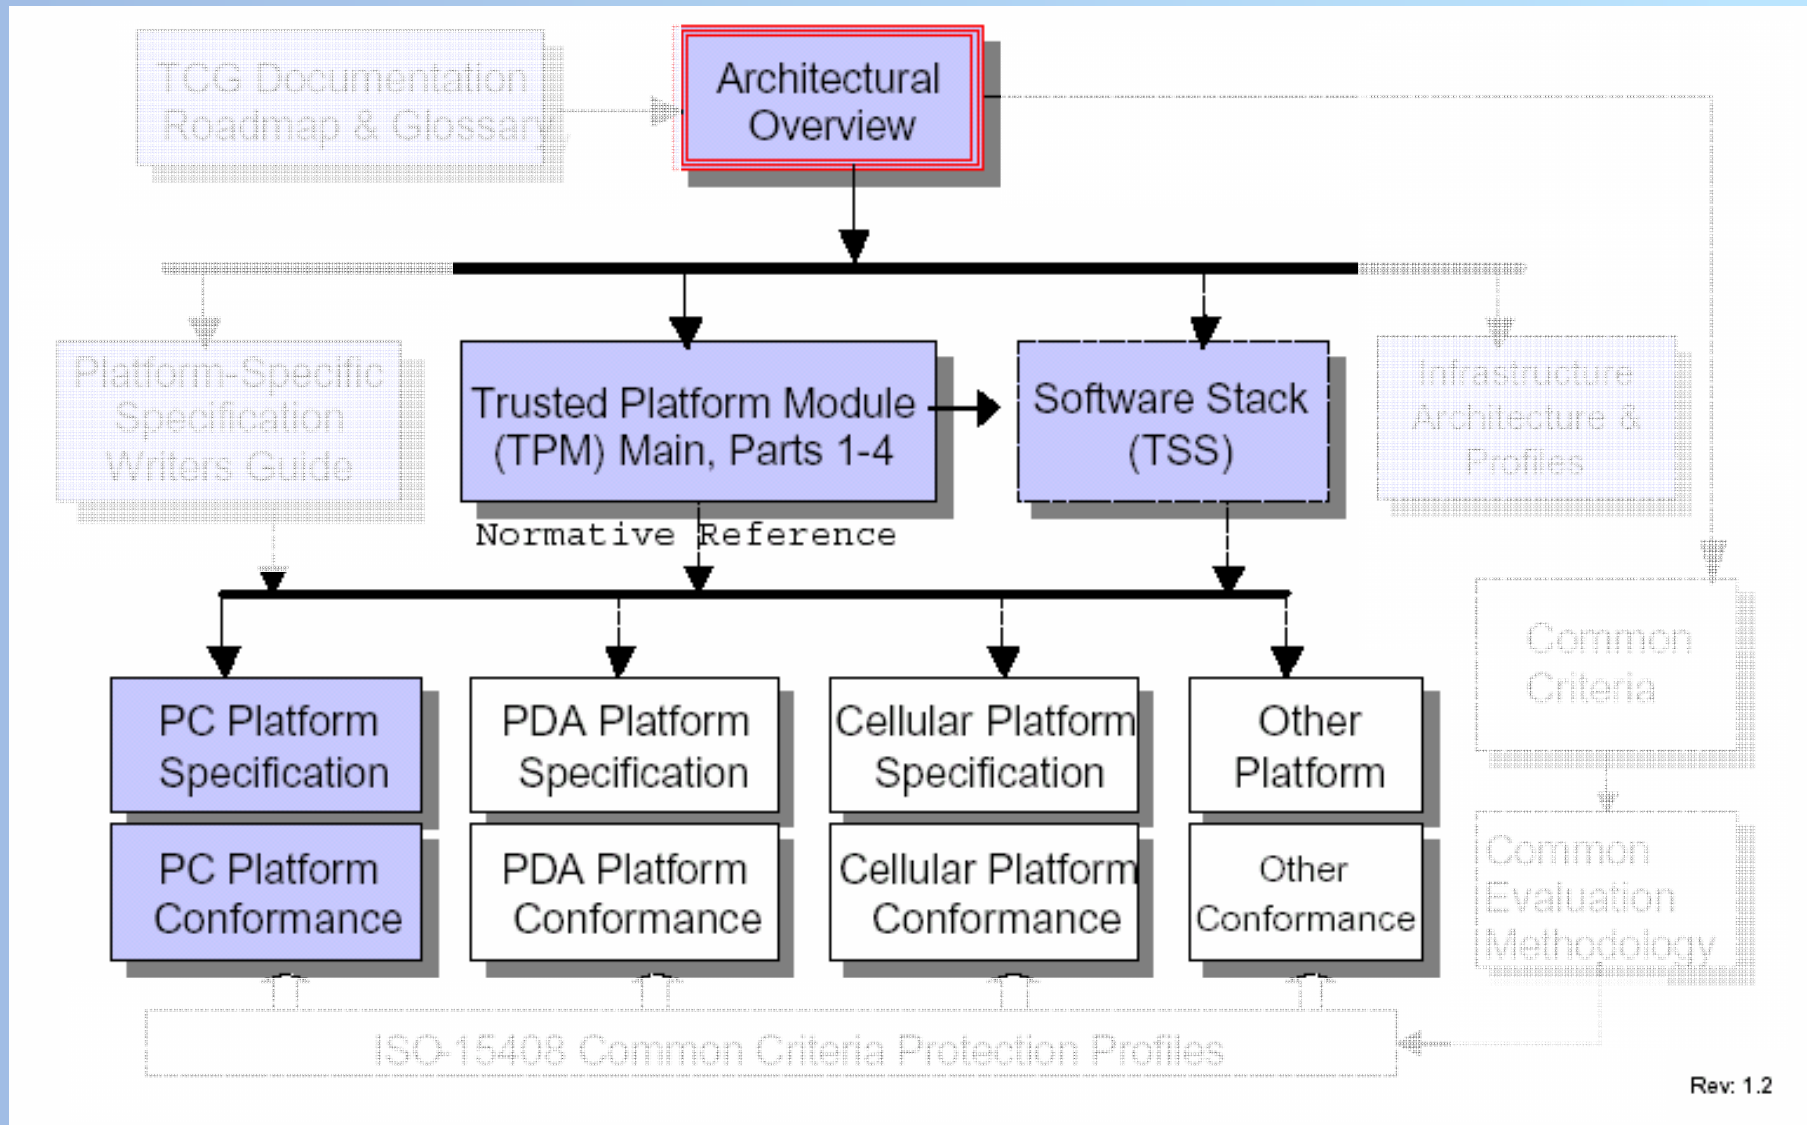 TCG Documentation
Roadmap & Glossary
Architectural
Overview
Platform-Specific
Specification
Writers Guide
Trusted Platform Module
(TPM) Main, Parts 1-4
Software Stack
(TSS)
Infrastructure
Architecture &
Profiles
Normative Reference
Common
Criteria
PC Platform
Specification
PDA Platform
Specification
Cellular Platform
Specification
Other
Platform
PC Platform
Conformance
PDA Platform
Conformance
Cellular Platform
Conformance
Other
Conformance
Common
Evaluation
Methodology
ISO-15408 Common Criteria Protection Profiles
Rev: 1.2